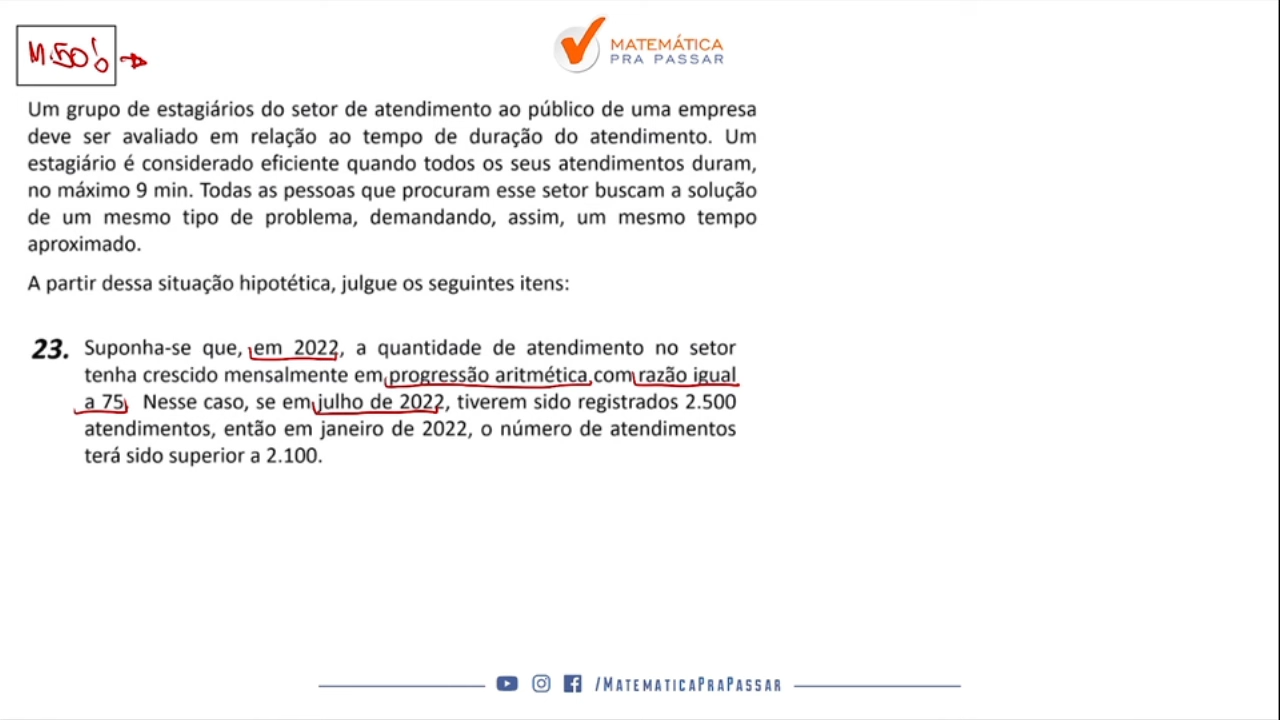 M.50%
MATEMÁTICA
PRA PASSAR
Um grupo de estagiários do setor de atendimento ao público de uma empresa
deve ser avaliado em relação ao tempo de duração do atendimento. Um
estagiário é considerado eficiente quando todos os seus atendimentos duram,
no máximo 9 min. Todas as pessoas que procuram esse setor buscam a solução
de um mesmo tipo de problema, demandando, assim, um mesmo tempo
aproximado.
A partir dessa situação hipotética, julgue os seguintes itens:
23. Suponha-se que, em 2022, a quantidade de atendimento no setor
tenha crescido mensalmente em progressão aritmética com razão igual
a 75. Nesse caso, se em julho de 2022, tiverem sido registrados 2.500
atendimentos, então em janeiro de 2022, o número de atendimentos
terá sido superior a 2.100.
/MATEMATICAPRAPASSAR